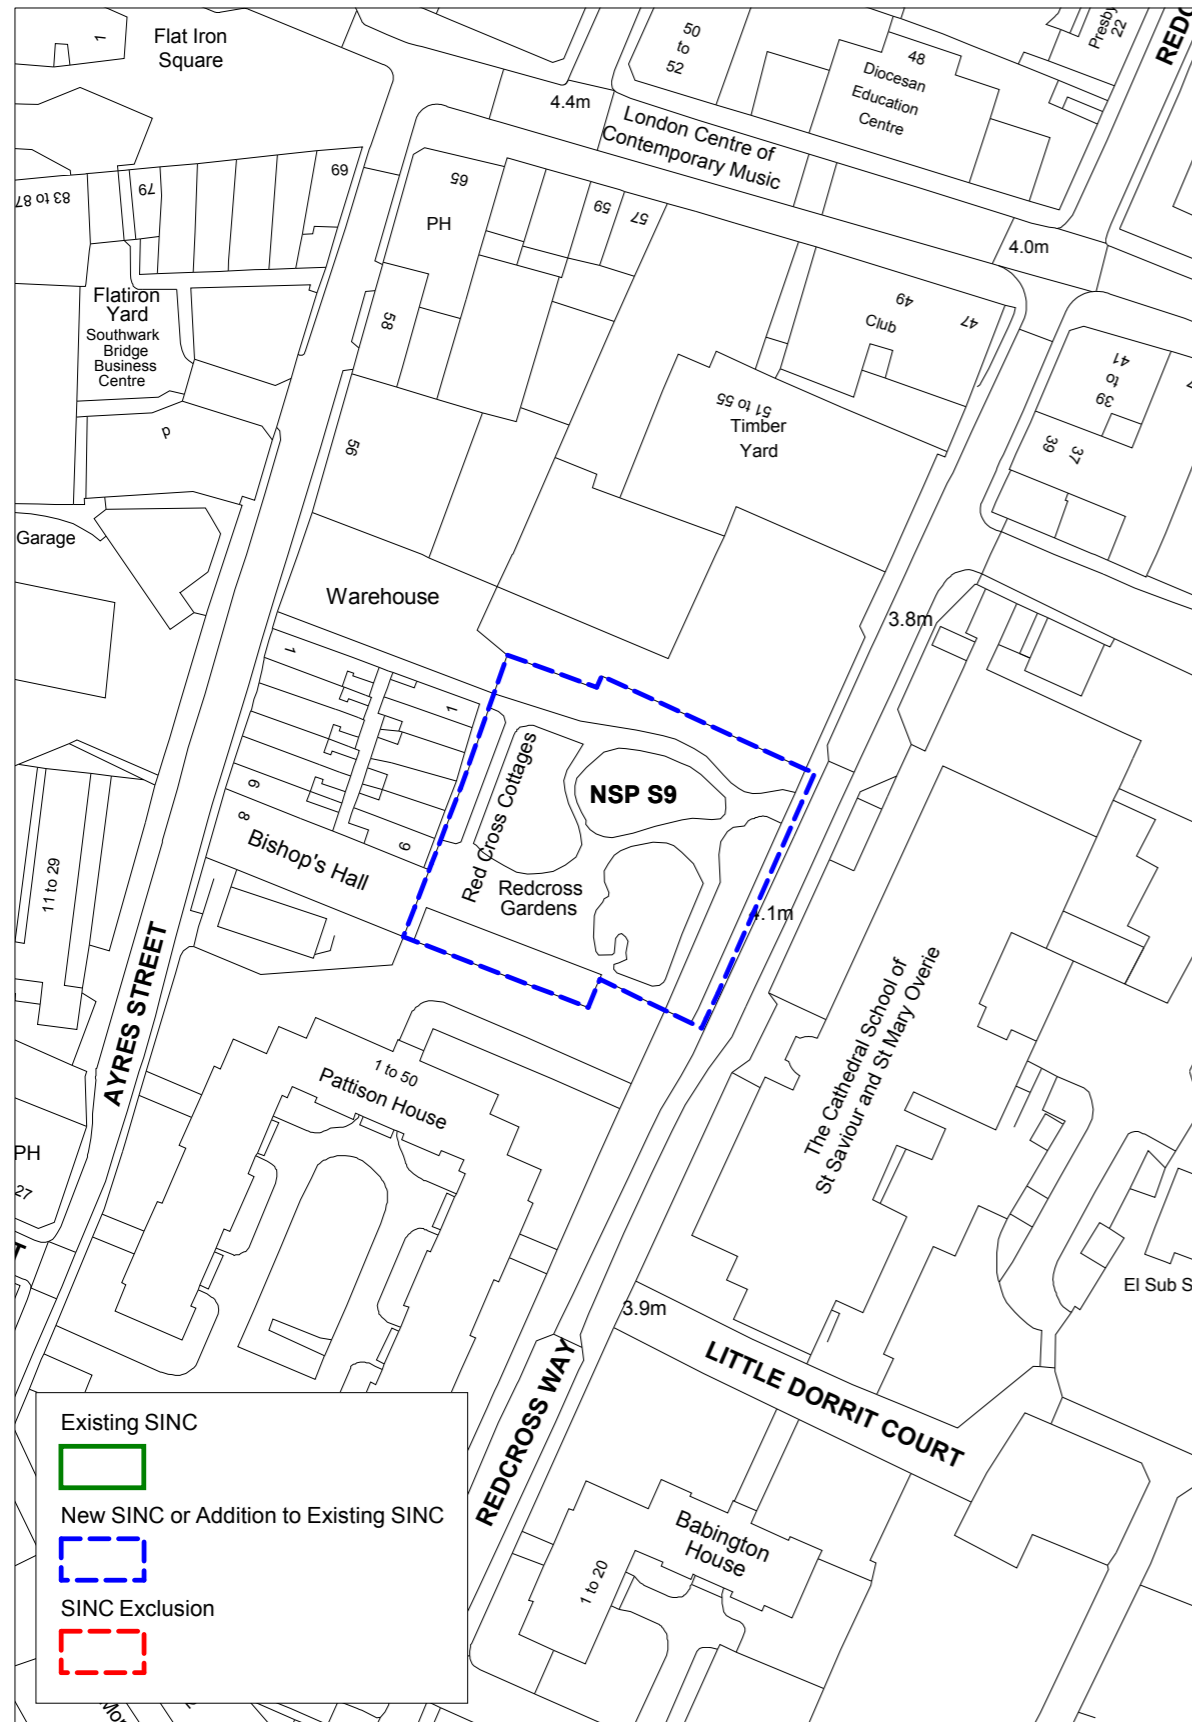 1
Flat Iron
Square
50
to
52
48
Diocesan
Education
Centre
Presby
22
REDC
4.4m
London Centre of
Contemporary Music
83 to 87
79
69
65
PH
59
57
4.0m
Flatiron
Yard
Southwark
Bridge
Business
Centre
58
49
47
Club
41
to
39
51 to 55
Timber
Yard
d
56
39
37
Garage
Warehouse
3.8m
1
1
Red Cross Cottages
NSP S9
6
6
8
Bishop's Hall
Redcross
Gardens
4.1m
11 to 29
AYRES STREET
The Cathedral School of
St Saviour and St Mary Overie
1 to 50
Pattison House
PH
27
T
El Sub S
3.9m
REDCROSS WAY
LITTLE DORRIT COURT
Babington
House
1 to 20
Existing SINC
New SINC or Addition to Existing SINC
SINC Exclusion